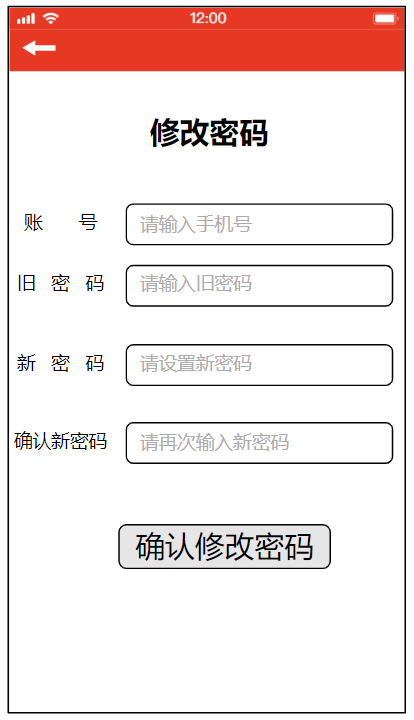 12:00
修改密码
账 号 请输入手机号
旧 密 码 请输入旧密码
新 密 码 请设置新密码
确认新密码 请再次输入新密码
确认修改密码